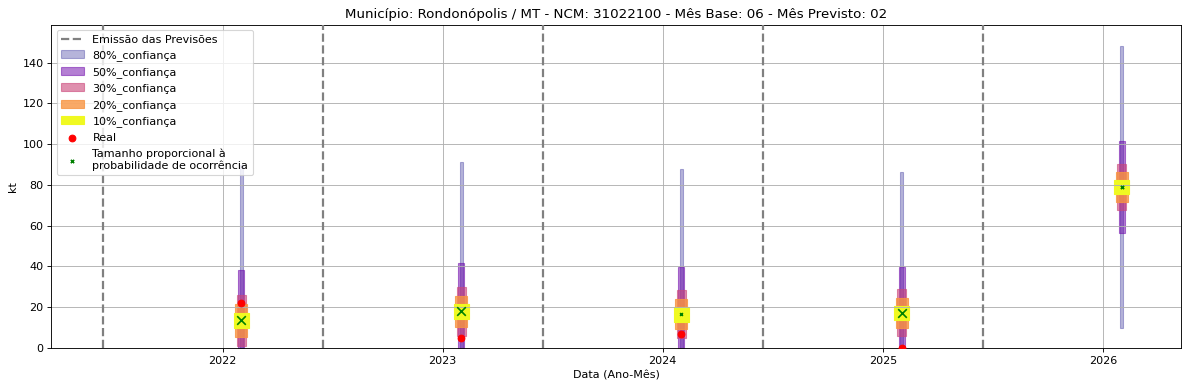 Município: Rondonópolis / MT - NCM: 31022100 - Mês Base: 06 - Mês Previsto: 02
Emissão das Previsões
80%_confiança
50%_confiança
30%_confiança
20%_confiança
10%_confiança
Real
Tamanho proporcional à
probabilidade de ocorrência
140
120
100
80
60
40
20
0
kt
2022
2023
2024
2025
2026
Data (Ano-Mês)